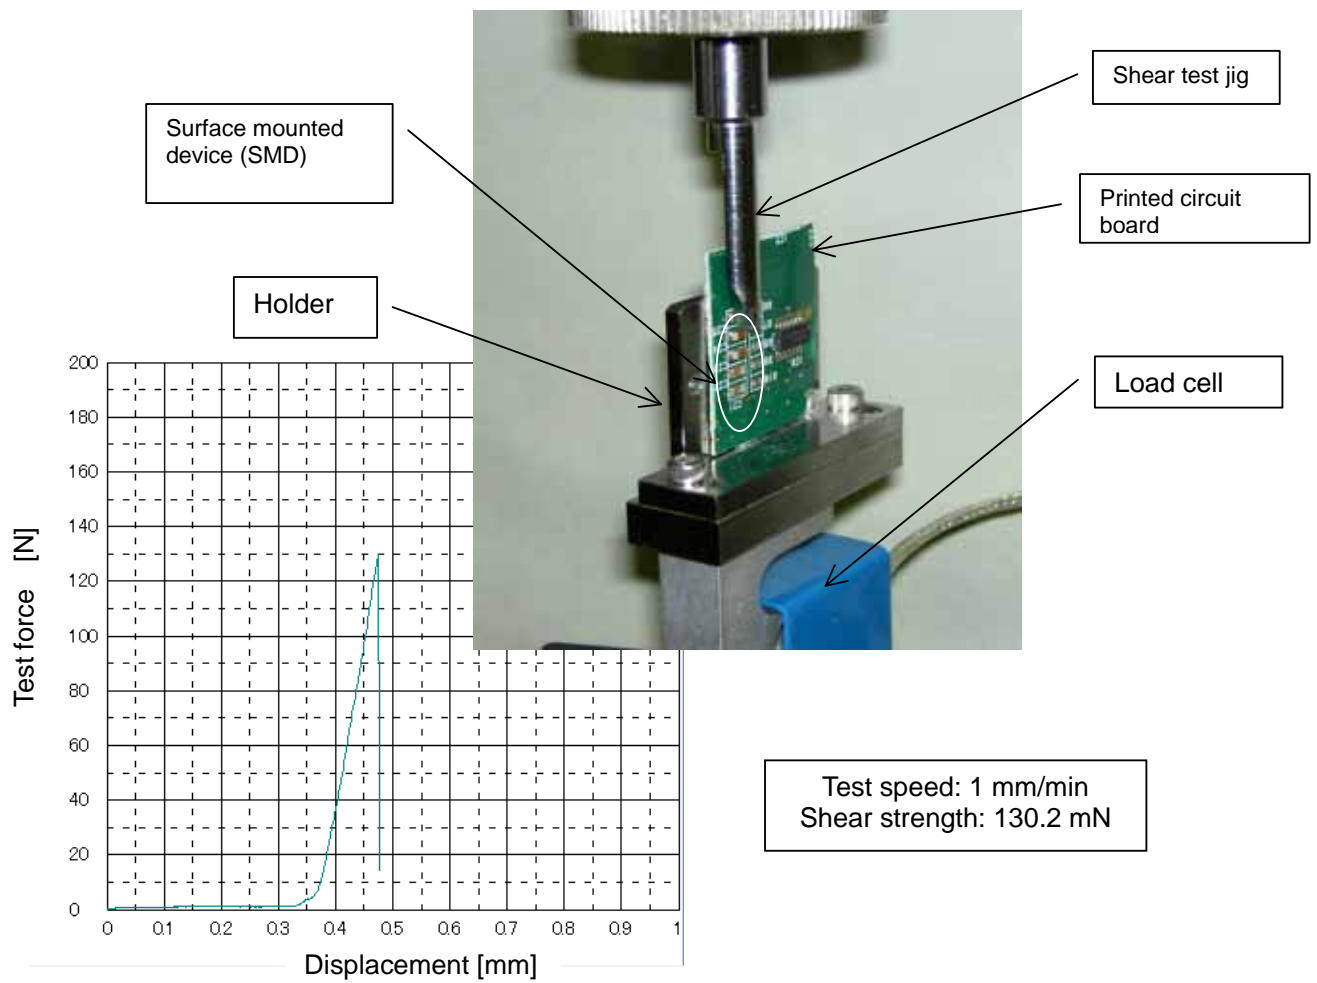 Shear test jig
Surface mounted
device (SMD)
Printed circuit
board
Holder
Load cell
200
180
160
140
120
100
80
60
40
20
0
Test force [N]
0 0.1 0.2 0.3 0.4 0.5 0.6 0.7 0.8 0.9 1
Displacement [mm]
Test speed: 1 mm/min
Shear strength: 130.2 mN